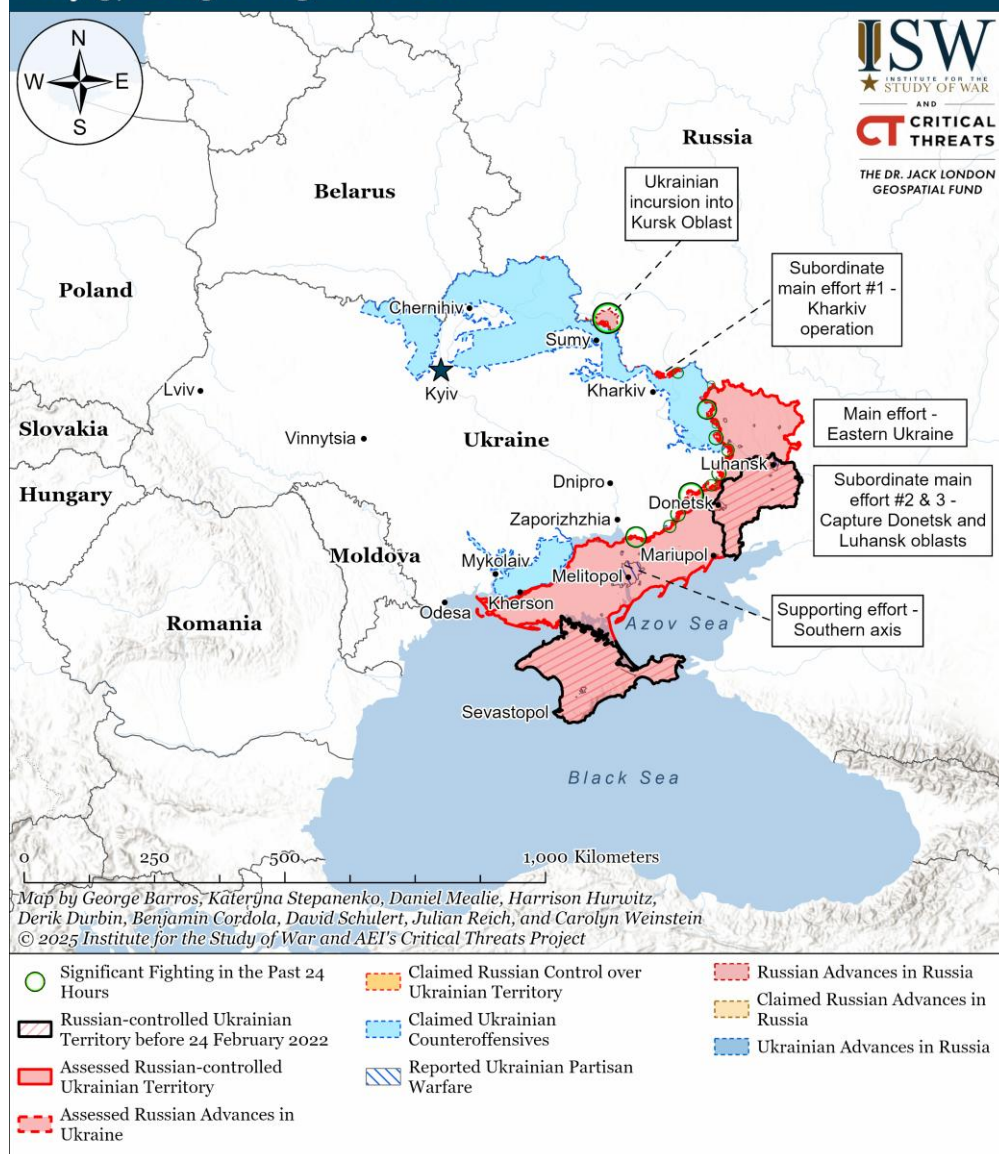 N
W
E
S
ISW
INSTITUTE FOR THE
STUDY OF WAR
AND
CT CRITICAL
THREATS
THE DR. JACK LONDON
GEOSPATIAL FUND
Russia
Belarus
Ukrainian
incursion into
Kursk Oblast
Subordinate
main effort #1 -
Kharkiv
operation
Poland
Chernihiv
Sumy
Lviv
Kyiv
Kharkiv
Slovakia
Vinnytsia
Ukraine
Main effort -
Eastern Ukraine
Hungary
Luhansk
Dnipro
Donetsk
Subordinate main
effort #2 & 3 -
Capture Donetsk and
Luhansk oblasts
Zaporizhzhia
Moldova
Mykolaiv
Mariupol
Melitopol
Odesa
Kherson
Romania
Azov Sea
Supporting effort -
Southern axis
Sevastopol
Black Sea
0 250 500 1,000 Kilometers
Map by George Barros, Kateryna Stepanenko, Daniel Mealie, Harrison Hurwitz,
Derik Durbin, Benjamin Cordola, David Schulert, Julian Reich, and Carolyn Weinstein
© 2025 Institute for the Study of War and AEI's Critical Threats Project
Significant Fighting in the Past 24
Hours
Russian-controlled Ukrainian
Territory before 24 February 2022
Assessed Russian-controlled
Ukrainian Territory
Assessed Russian Advances in
Ukraine
Claimed Russian Control over
Ukrainian Territory
Claimed Ukrainian
Counteroffensives
Reported Ukrainian Partisan
Warfare
Russian Advances in Russia
Claimed Russian Advances in
Russia
Ukrainian Advances in Russia